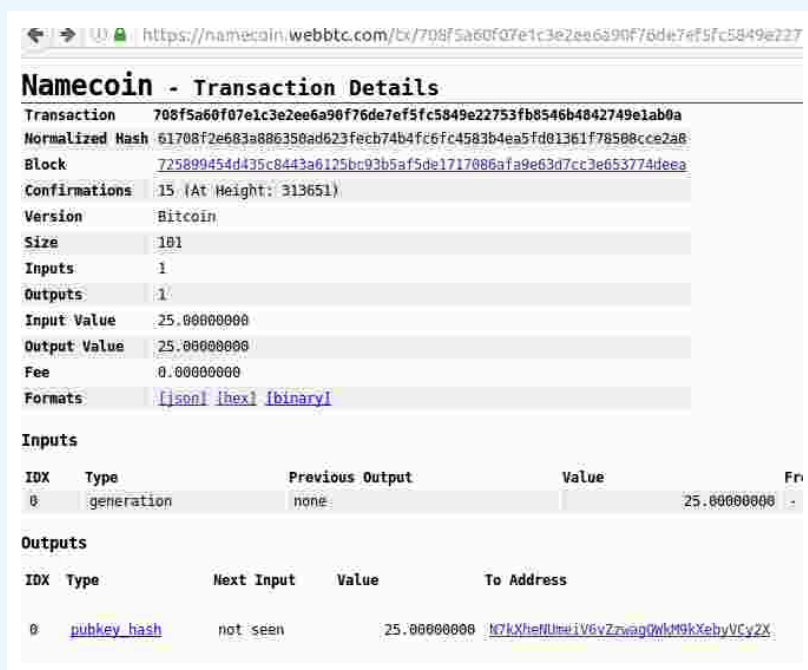 https://namecoin.webbtc.com/tx/708f5a60f07e1c3e2ee6a90f76de7ef5fc5849e227
Namecoin - Transaction Details
Transaction 708f5a60f07e1c3e2ee6a90f76de7ef5fc5849e22753fb8546b4842749e1ab0a
Normalized Hash
Block
Confirmations 15 (At Height: 313651)
Version Bitcoin
Size 101
Inputs 1
Outputs 1
Input Value 25.00000000
Output Value 25.00000000
Fee 0.00000000
Formats [json] [hex] [binary]
Inputs
IDX Type Previous Output Value
0 generation none 25.00000000 -
Outputs
IDX Type Next Input Value To Address
0 pubkey_hash not seen 25.00000000